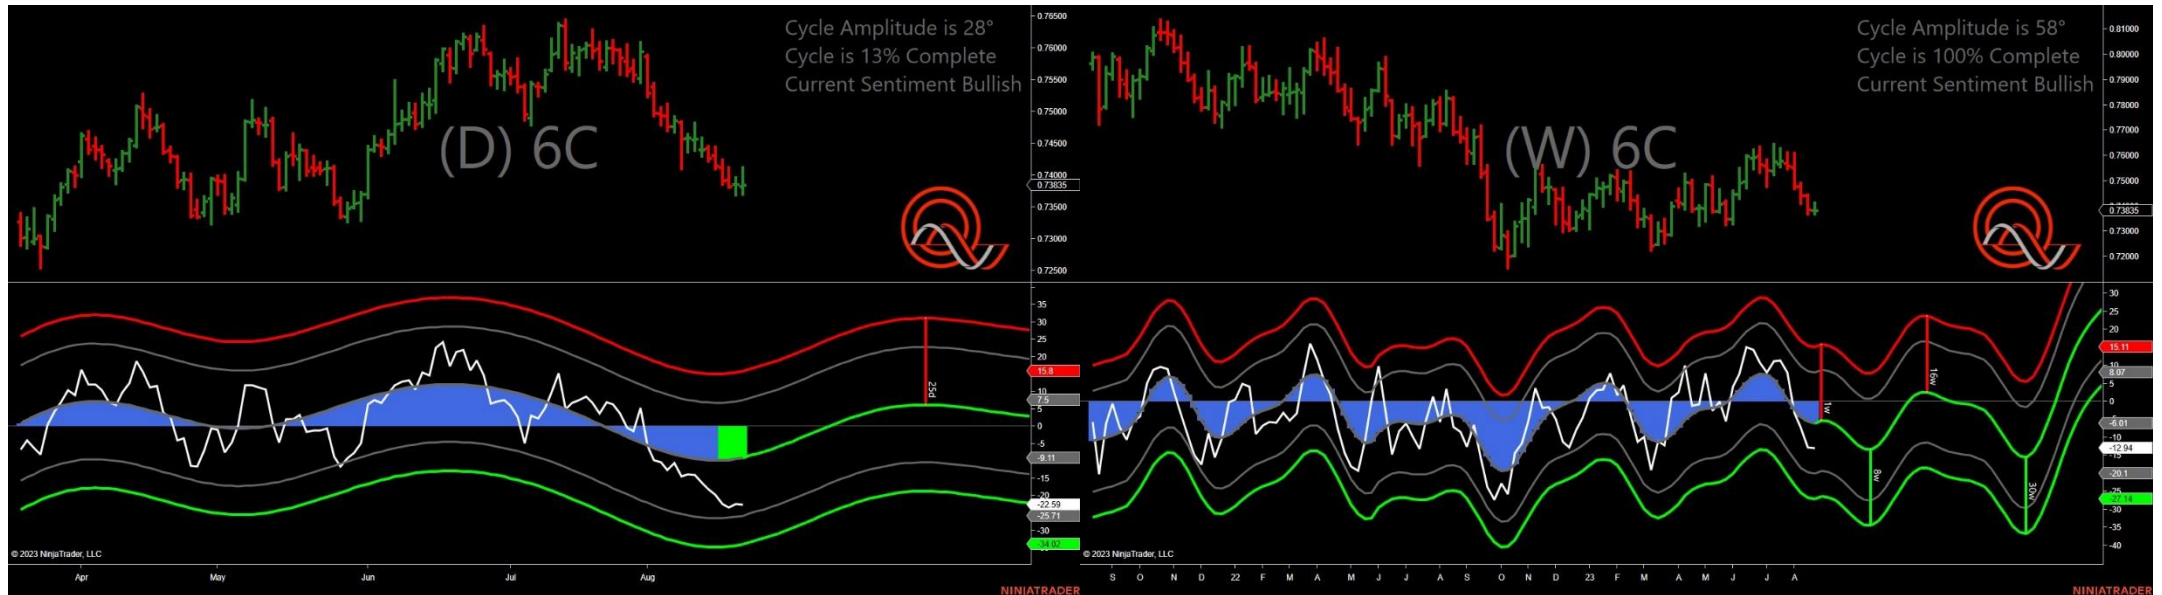 Cycle Amplitude is 28°
Cycle is 13% Complete
Current Sentiment Bullish
(D) 6C
0.76500
0.76000
0.75500
0.75000
0.74500
0.74000
0.73835
0.73500
0.73000
0.72500
35
30
25
20
15.8
10
7.5
5
0
-5
-9.11
-15
-20
-22.59
-25.71
-30
-34.02
25d
© 2023 NinjaTrader, LLC
Apr May Jun Jul Aug
NINJATRADER
Cycle Amplitude is 58°
Cycle is 100% Complete
Current Sentiment Bullish
(W) 6C
0.81000
0.80000
0.79000
0.78000
0.77000
0.76000
0.75000
0.73835
0.73000
0.72000
30
25
20
15.11
10
8.07
5
0
-6.01
-10
-12.94
-20.1
-25
-27.14
-30
-35
-40
1w
16w
8w
30w
© 2023 NinjaTrader, LLC
S O N D 22 F M A M J J A S O N D 23 F M A M J J A
NINJATRADER